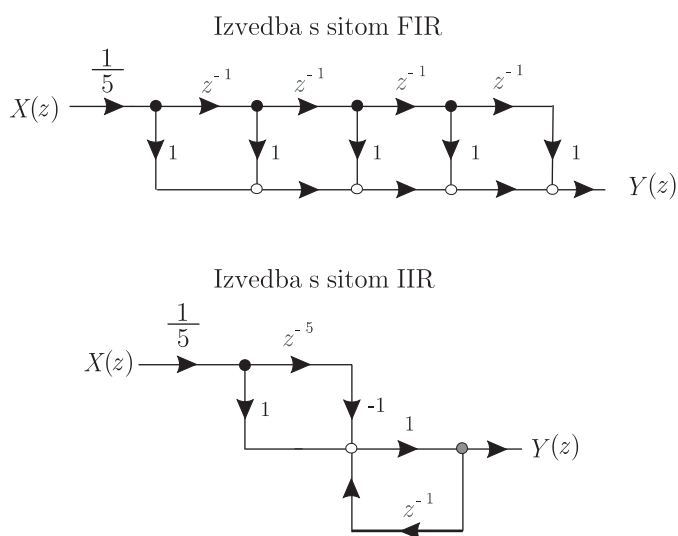 Izvedba s sitom FIR
1/5
z⁻¹ z⁻¹ z⁻¹ z⁻¹
X(z)
1 1 1 1 1
Y(z)
Izvedba s sitom IIR
1/5
z⁻⁵
X(z)
1 -1 1
Y(z)
z⁻¹